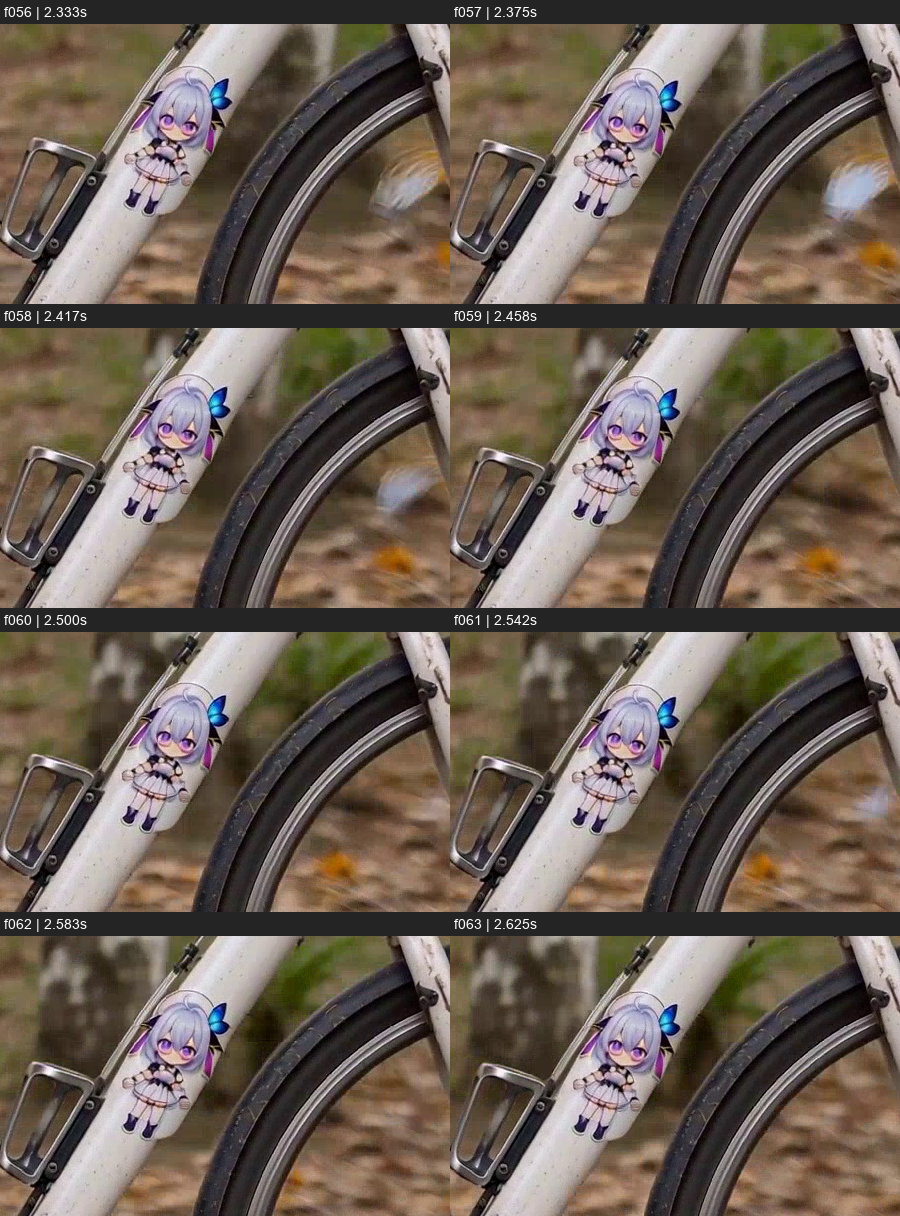 f056 | 2.333s
f057 | 2.375s
f058 | 2.417s
f059 | 2.458s
f060 | 2.500s
f061 | 2.542s
f062 | 2.583s
f063 | 2.625s